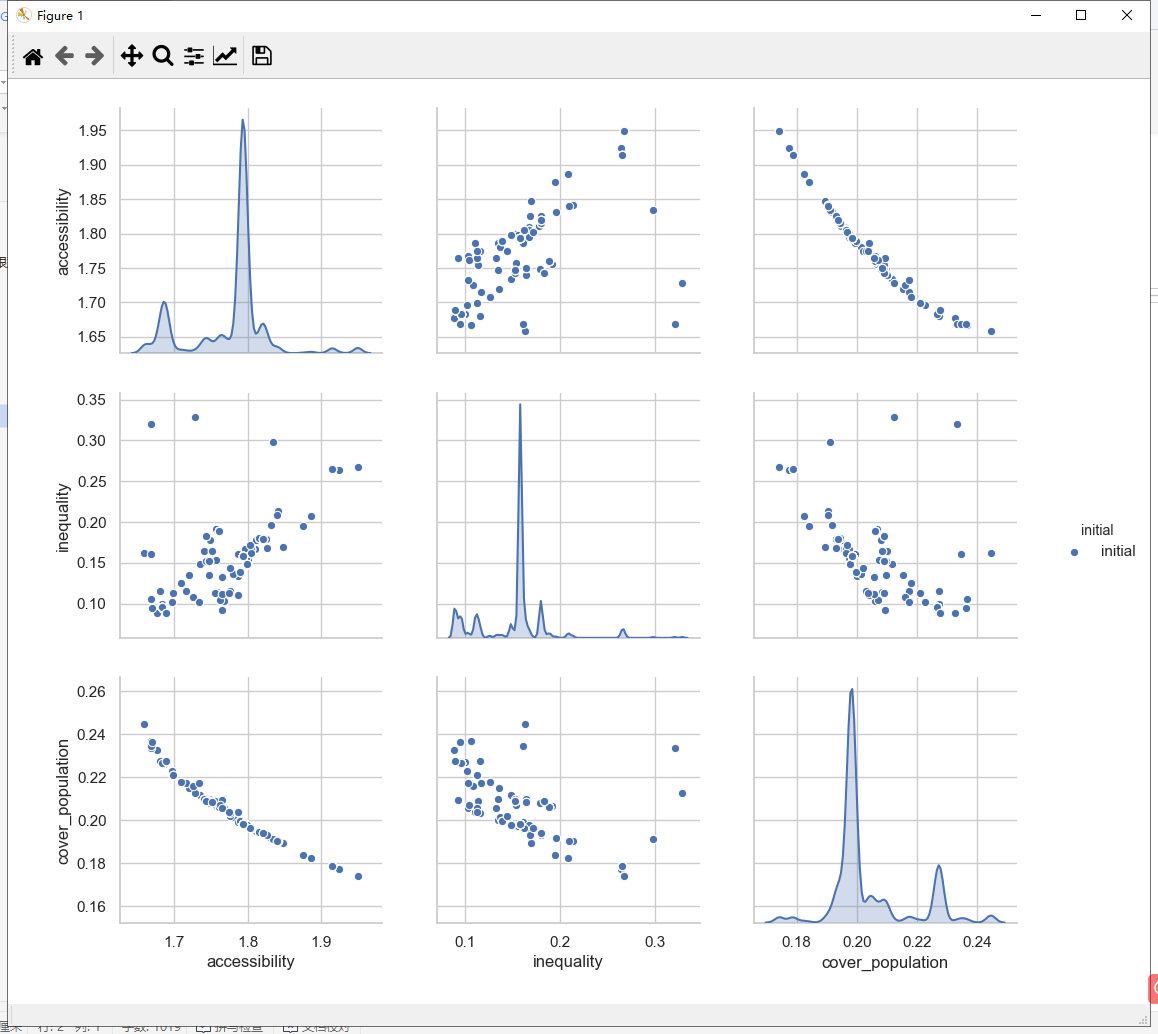 Figure 1
1.95
1.90
1.85
1.80
1.75
1.70
1.65
accessibility
0.35
0.30
0.25
0.20
0.15
0.10
inequality
initial
initial
0.26
0.24
0.22
0.20
0.18
0.16
cover_population
1.7 1.8 1.9
accessibility
0.1 0.2 0.3
inequality
0.18 0.20 0.22 0.24
cover_population